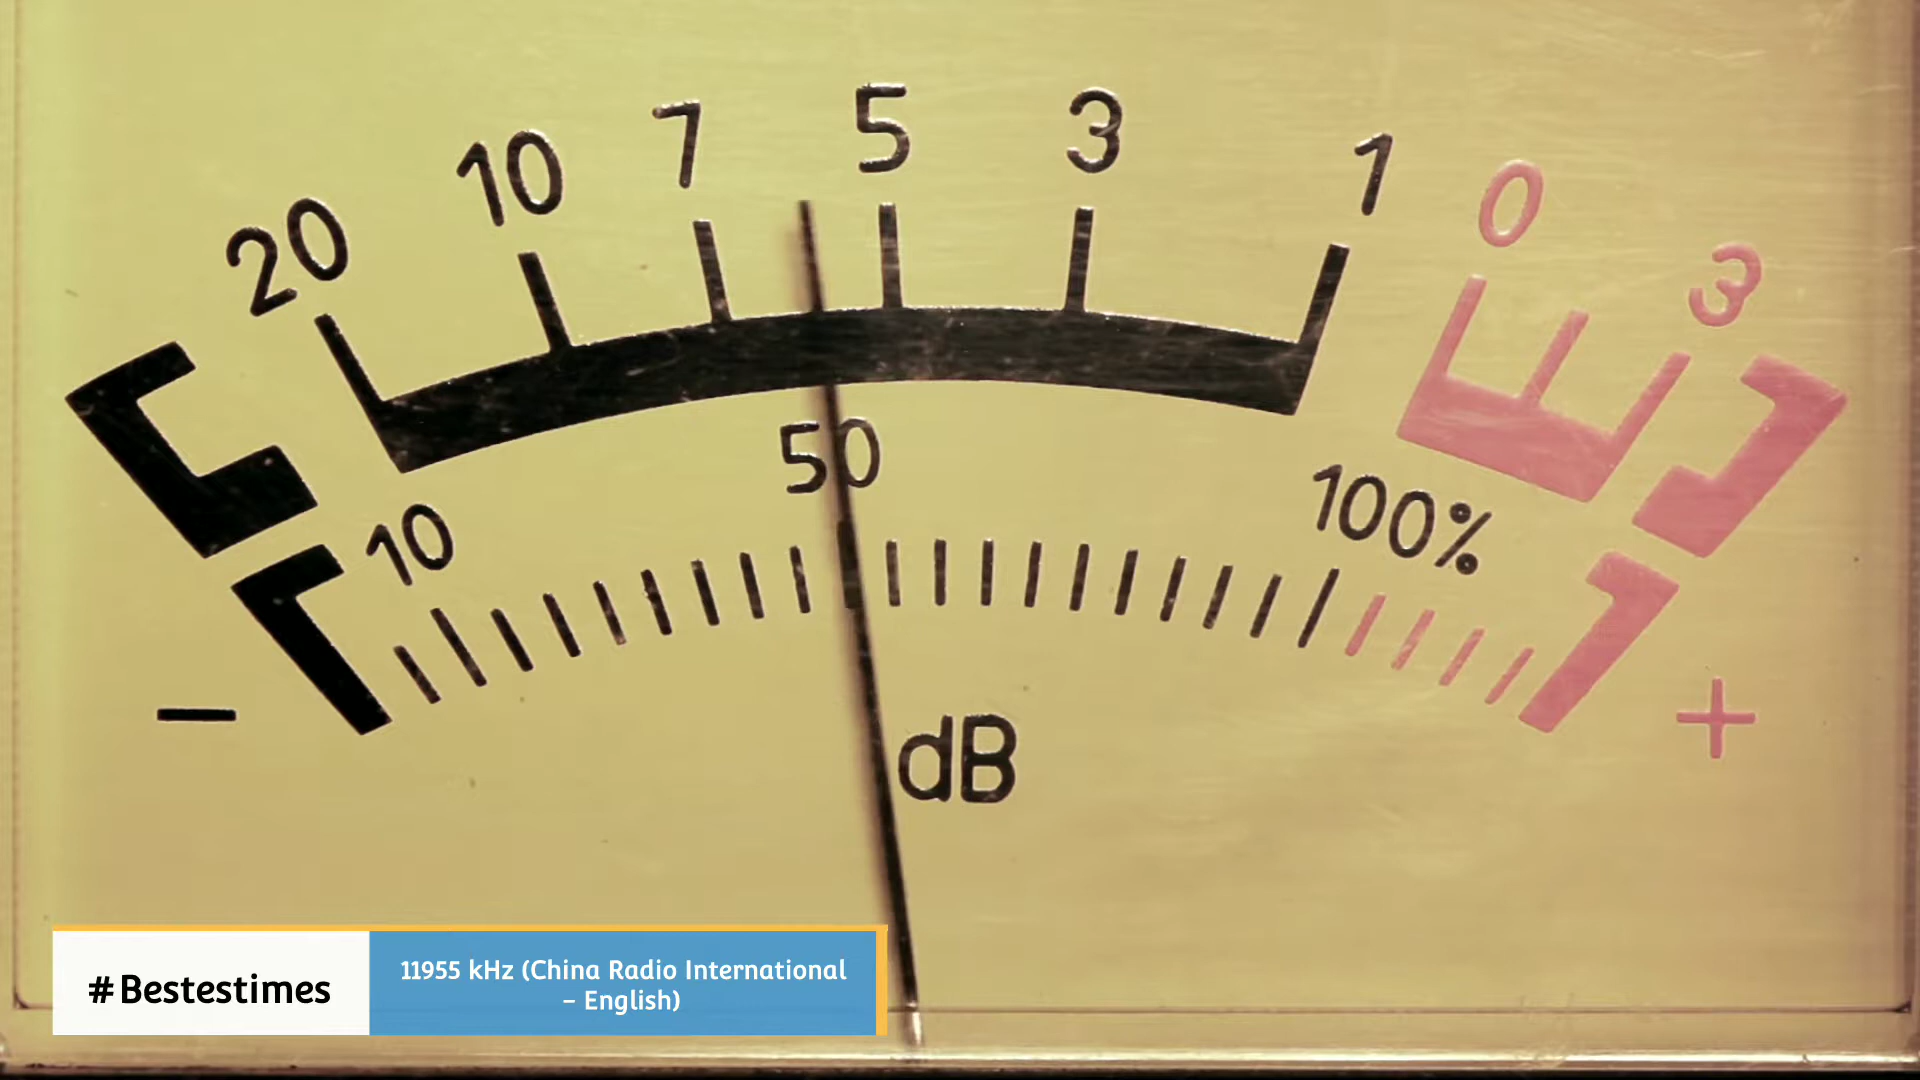 20 10 7 5 3 1 0 3
10 50 100%
− dB +
#Bestestimes
11955 kHz (China Radio International
– English)